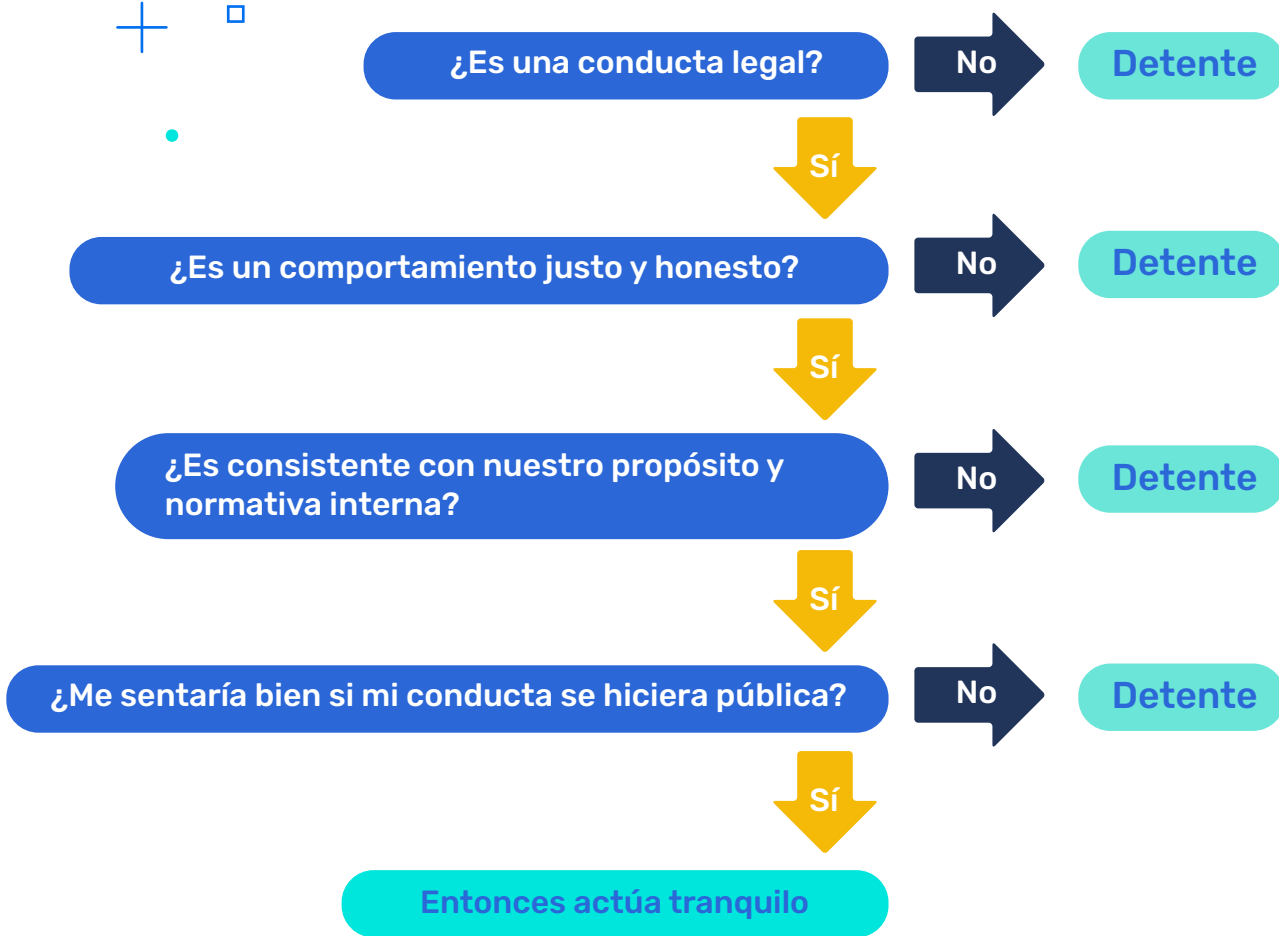 ¿Es una conducta legal?
No
Detente
Sí
¿Es un comportamiento justo y honesto?
No
Detente
Sí
¿Es consistente con nuestro propósito y
normativa interna?
No
Detente
Sí
¿Me sentaría bien si mi conducta se hiciera pública?
No
Detente
Sí
Entonces actúa tranquilo